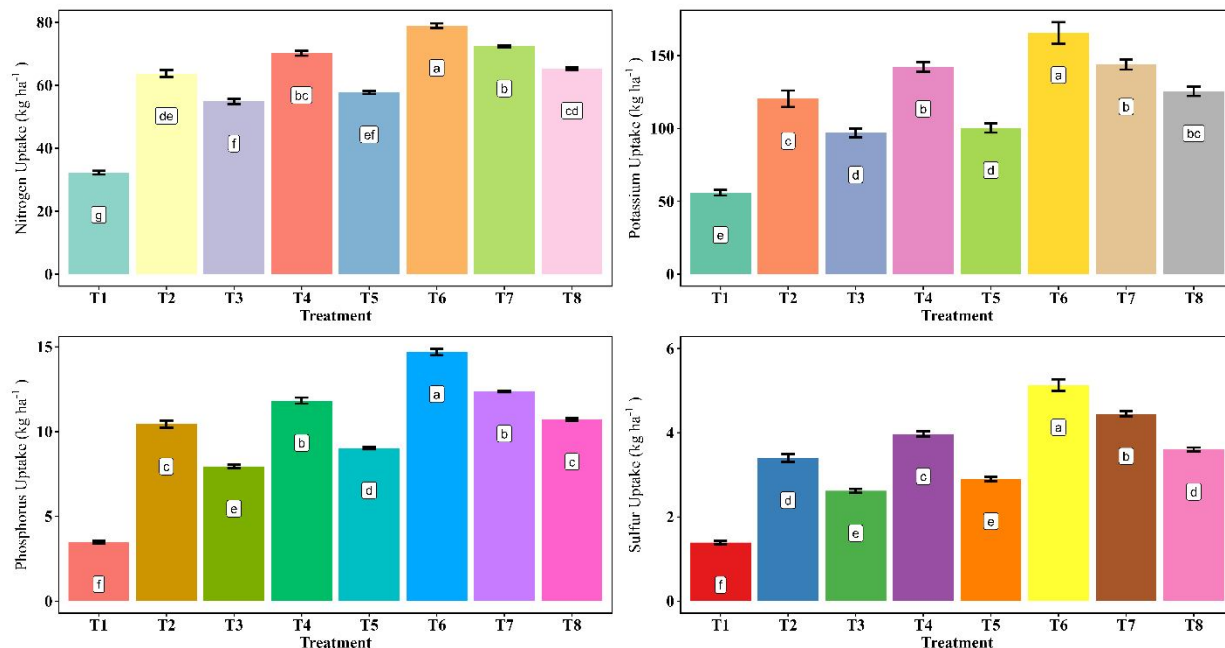 Nitrogen Uptake (kg ha⁻¹ )
80
60
40
20
0
g
de
f
bc
ef
a
b
cd
T1 T2 T3 T4 T5 T6 T7 T8
Treatment
Potassium Uptake (kg ha⁻¹ )
150
100
50
0
e
c
d
b
d
a
b
bc
T1 T2 T3 T4 T5 T6 T7 T8
Treatment
Phosphorus Uptake (kg ha⁻¹ )
15
10
5
0
f
c
e
b
d
a
b
c
T1 T2 T3 T4 T5 T6 T7 T8
Treatment
Sulfur Uptake (kg ha⁻¹ )
6
4
2
0
f
d
e
c
e
a
b
d
T1 T2 T3 T4 T5 T6 T7 T8
Treatment